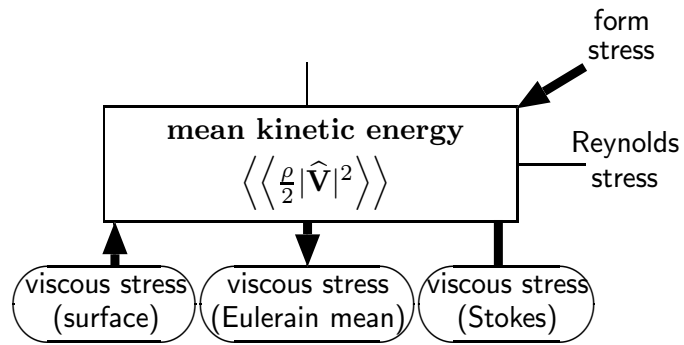 form
stress
mean kinetic energy
⟨⟨ρ/2|V̂|²⟩⟩
Reynolds
stress
viscous stress
(surface)
viscous stress
(Eulerain mean)
viscous stress
(Stokes)